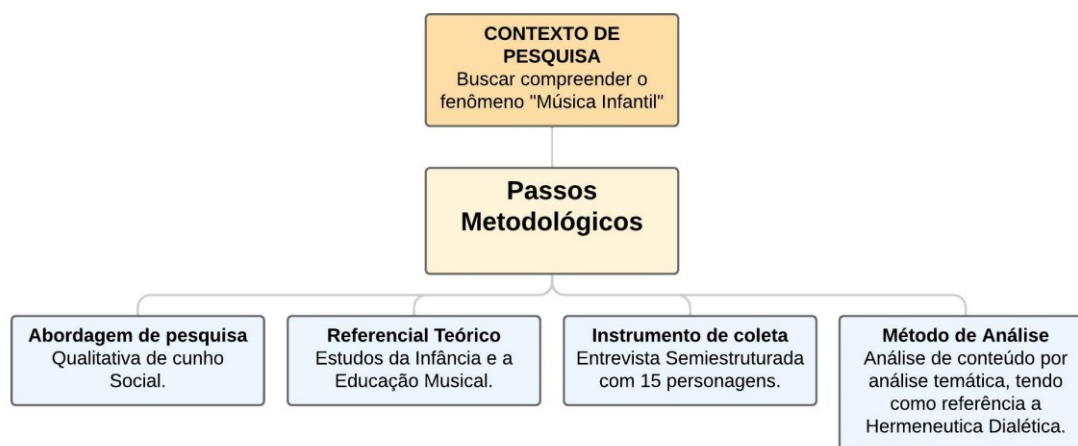 CONTEXTO DE
PESQUISA
Buscar compreender o
fenômeno "Música Infantil"
Passos
Metodológicos
Abordagem de pesquisa
Qualitativa de cunho
Social.
Referencial Teórico
Estudos da Infância e a
Educação Musical.
Instrumento de coleta
Entrevista Semiestruturada
com 15 personagens.
Método de Análise
Análise de conteúdo por
análise temática, tendo
como referência a
Hermeneutica Dialética.